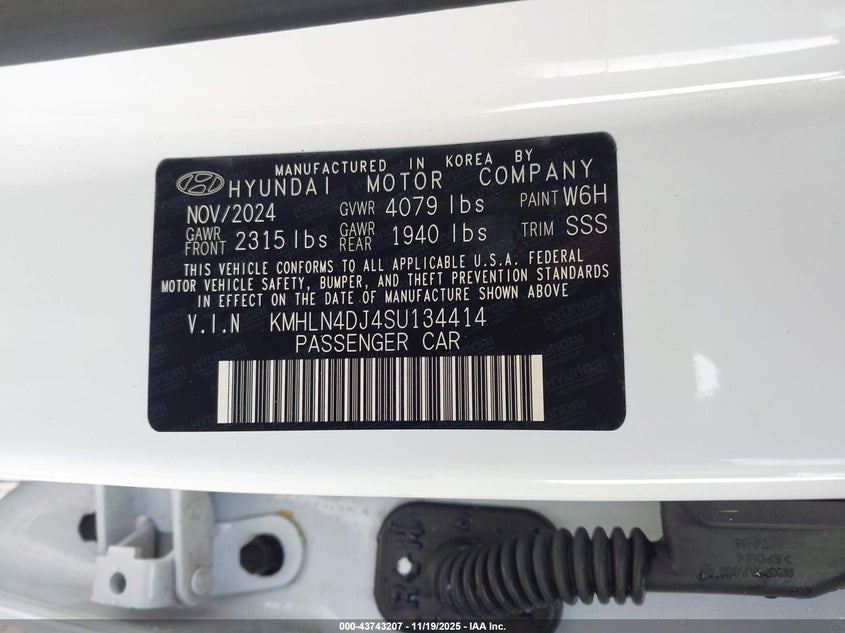 MANUFACTURED IN KOREA BY
HYUNDAI MOTOR COMPANY
NOV/2024 GVWR 4079 lbs PAINT W6H
GAWR FRONT 2315 lbs GAWR REAR 1940 lbs TRIM SSS
THIS VEHICLE CONFORMS TO ALL APPLICABLE U.S.A. FEDERAL
MOTOR VEHICLE SAFETY, BUMPER, AND THEFT PREVENTION STANDARDS
IN EFFECT ON THE DATE OF MANUFACTURE SHOWN ABOVE
V.I.N KMHLN4DJ4SU134414
PASSENGER CAR
000-43743207 - 11/19/2025 - IAA Inc.